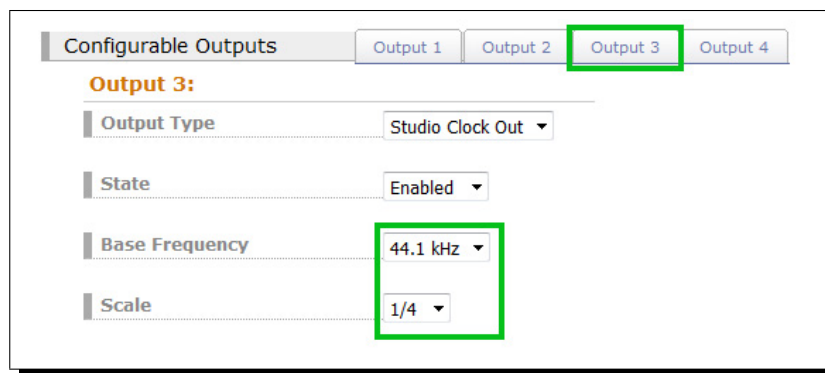 Configurable Outputs Output 1 Output 2 Output 3 Output 4
Output 3:
Output Type Studio Clock Out
State Enabled
Base Frequency 44.1 kHz
Scale 1/4